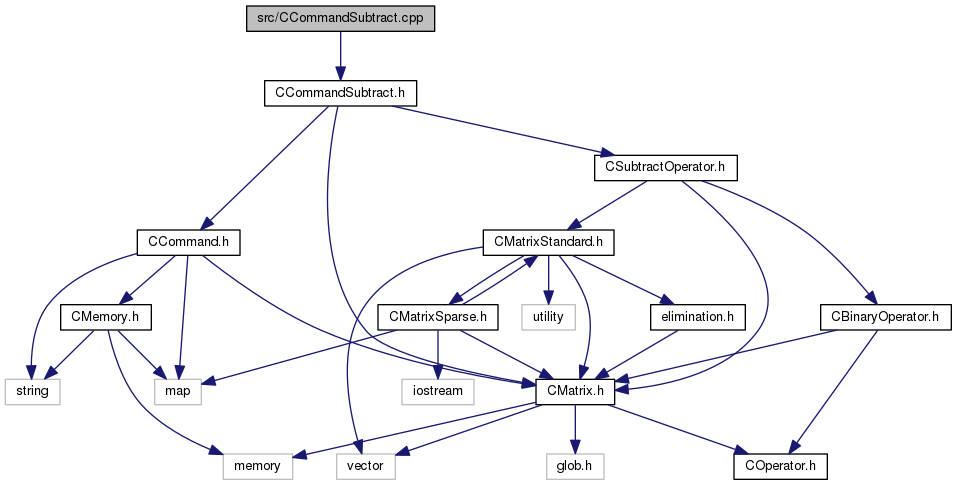 src/CCommandSubtract.cpp
CCommandSubtract.h
CSubtractOperator.h
CCommand.h
CMatrixStandard.h
CMemory.h
CMatrixSparse.h
utility
elimination.h
CBinaryOperator.h
string
map
iostream
CMatrix.h
memory
vector
glob.h
COperator.h